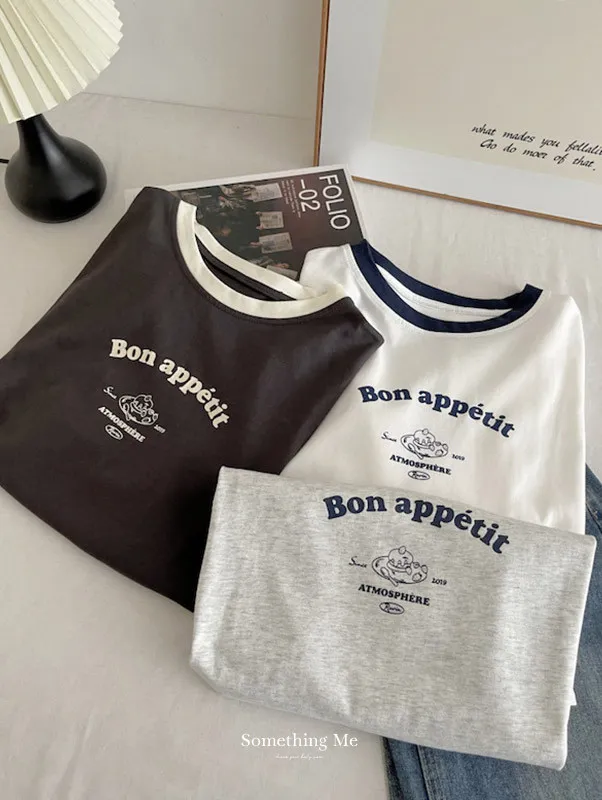 what mades you fellalil
Go do moer of that.
FOLIO
-02
Bon appétit
Since 2019
ATMOSPHÈRE
Bon appétit
Since 2019
ATMOSPHÈRE
Bon appétit
Since 2019
ATMOSPHÈRE
Something Me